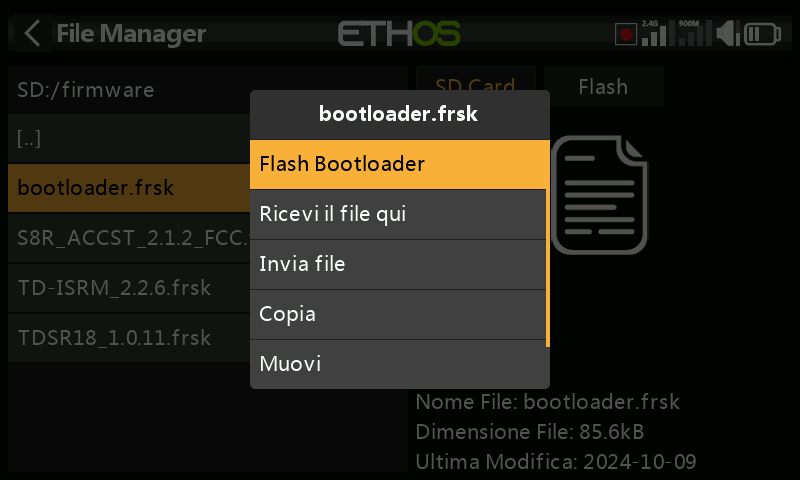 File Manager
ETHOS
2.4G
900M
SD:/firmware
SD Card
Flash
[..]
bootloader.frsk
S8R_ACCST_2.1.2_FCC.
TD-ISRM_2.2.6.frsk
TDSR18_1.0.11.frsk
bootloader.frsk
Flash Bootloader
Ricevi il file qui
Invia file
Copia
Muovi
Nome File: bootloader.frsk
Dimensione File: 85.6kB
Ultima Modifica: 2024-10-09